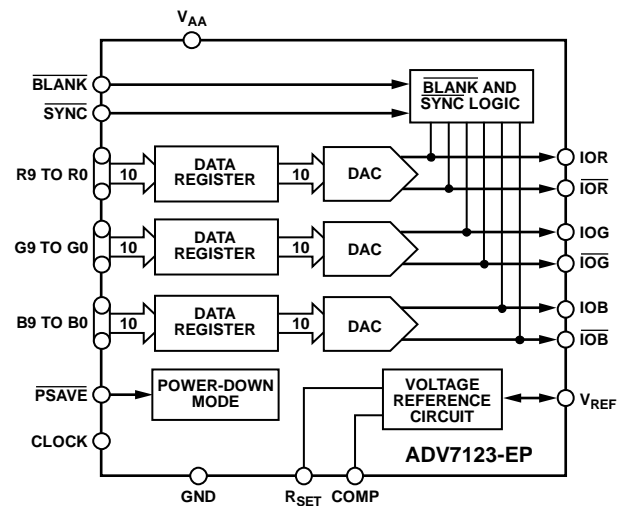 VAA
BLANK
SYNC
BLANK AND
SYNC LOGIC
R9 TO R0
10
DATA
REGISTER
10
DAC
IOR
IOR
G9 TO G0
10
DATA
REGISTER
10
DAC
IOG
IOG
B9 TO B0
10
DATA
REGISTER
10
DAC
IOB
IOB
PSAVE
POWER-DOWN
MODE
VOLTAGE
REFERENCE
CIRCUIT
VREF
CLOCK
ADV7123-EP
GND
RSET
COMP